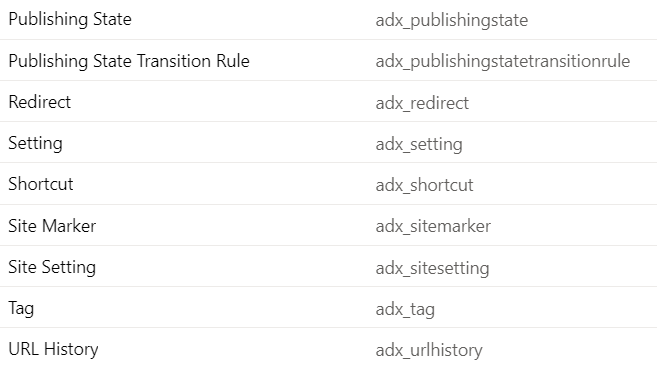 Publishing State adx_publishingstate
Publishing State Transition Rule adx_publishingstatetransitionrule
Redirect adx_redirect
Setting adx_setting
Shortcut adx_shortcut
Site Marker adx_sitemarker
Site Setting adx_sitesetting
Tag adx_tag
URL History adx_urlhistory